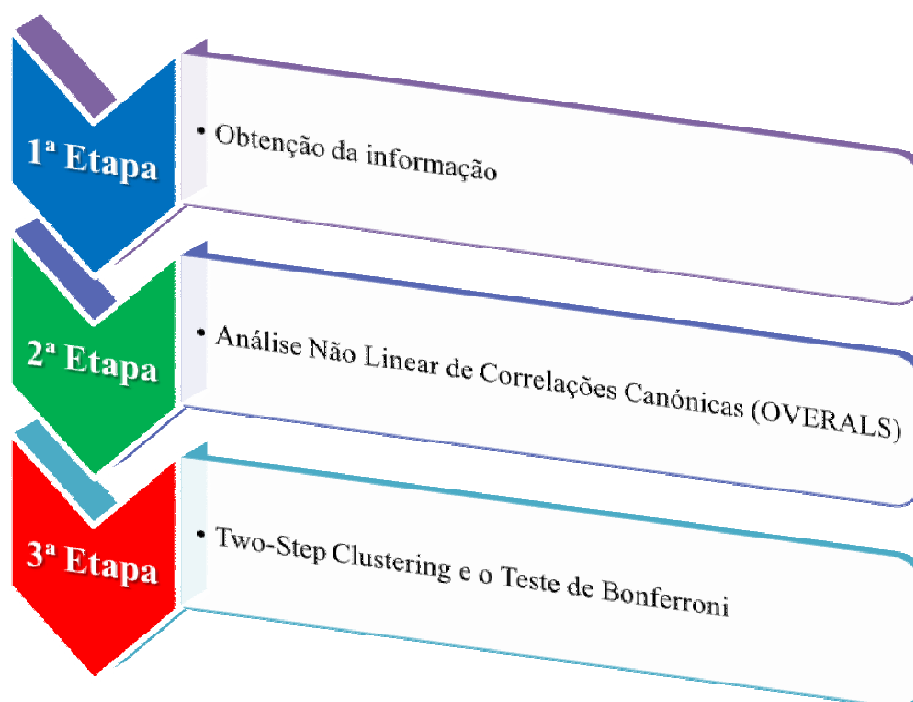 1ª Etapa
• Obtenção da informação
2ª Etapa
• Análise Não Linear de Correlações Canónicas (OVERALS)
3ª Etapa
• Two-Step Clustering e o Teste de Bonferroni